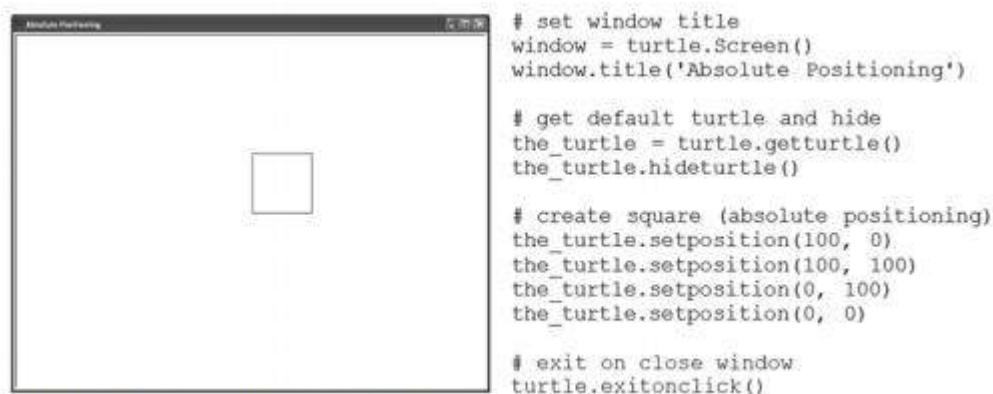 Absolute Positioning
# set window title
window = turtle.Screen()
window.title('Absolute Positioning')
# get default turtle and hide
the_turtle = turtle.getturtle()
the_turtle.hideturtle()
# create square (absolute positioning)
the_turtle.setposition(100, 0)
the_turtle.setposition(100, 100)
the_turtle.setposition(0, 100)
the_turtle.setposition(0, 0)
# exit on close window
turtle.exitonclick()